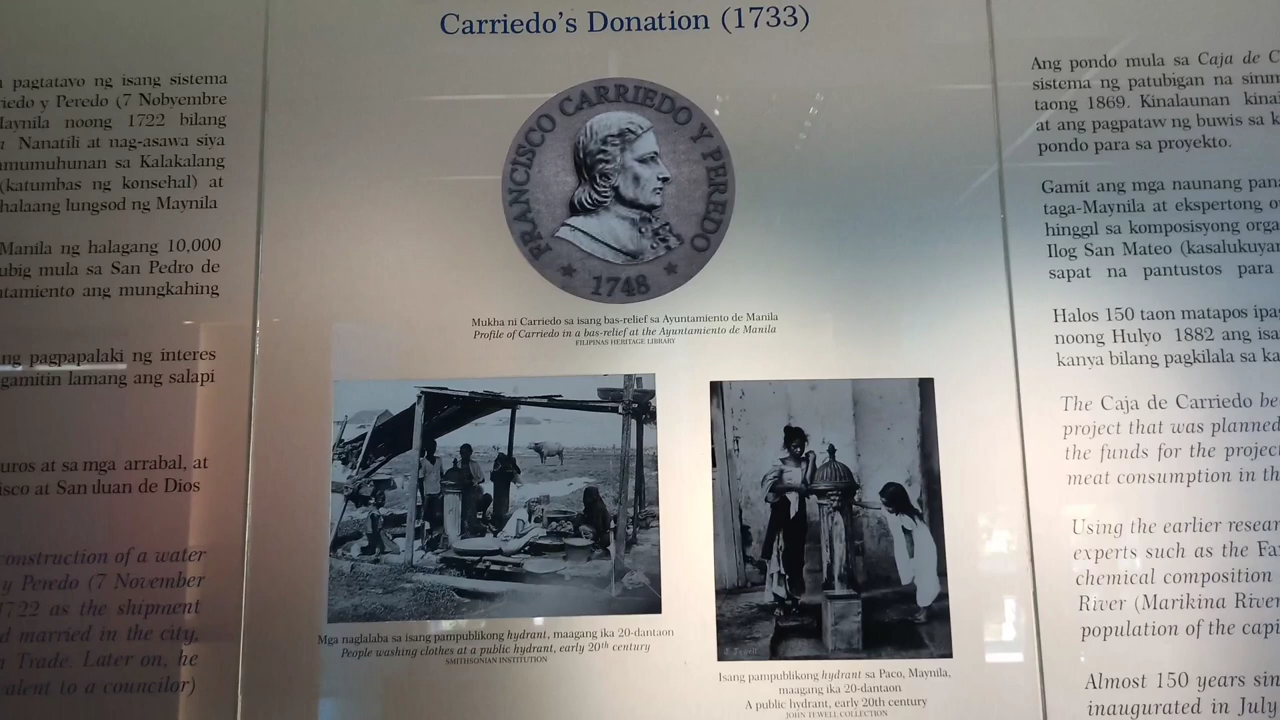 Carriedo's Donation (1733)
pagtatayo ng isang sistema
riedo y Peredo (7 Nobyembre
Maynila noong 1722 bilang
Nanatili at nag-asawa siya
amumuhunan sa Kalakalang
(katumbas ng konsehal) at
halaang lungsod ng Maynila
Manila ng halagang 10,000
ubig mula sa San Pedro de
ntamiento ang mungkahing
ng pagpapalaki ng interes
gamitin lamang ang salapi
uros at sa mga arrabal, at
isco at San Juan de Dios
construction of a water
y Peredo (7 November
1722 as the shipment
d married in the city,
Trade. Later on, he
alent to a councilor)
FRANCISCO CARRIEDO Y PEREDO
★ 1748 ★
Mukha ni Carriedo sa isang bas-relief sa Ayuntamiento de Manila
Profile of Carriedo in a bas-relief at the Ayuntamiento de Manila
FILIPINAS HERITAGE LIBRARY
Mga naglalaba sa isang pampublikong hydrant, maagang ika 20-dantaon
People washing clothes at a public hydrant, early 20th century
SMITHSONIAN INSTITUTION
Isang pampublikong hydrant sa Paco, Maynila,
maagang ika 20-dantaon
A public hydrant, early 20th century
JOHN TEWELL COLLECTION
Ang pondo mula sa Caja de C
sistema ng patubigan na sinu
taong 1869. Kinalaunan kinai
at ang pagpataw ng buwis sa k
pondo para sa proyekto.
Gamit ang mga naunang pana
taga-Maynila at ekspertong o
hinggil sa komposisyong orga
Ilog San Mateo (kasalukuyan
sapat na pantustos para
Halos 150 taon matapos ipag
noong Hulyo 1882 ang isa
kanya bilang pagkilala sa ka
The Caja de Carriedo be
project that was planned
the funds for the project
meat consumption in th
Using the earlier resear
experts such as the Fa
chemical composition
River (Marikina River
population of the capi
Almost 150 years sin
inaugurated in July